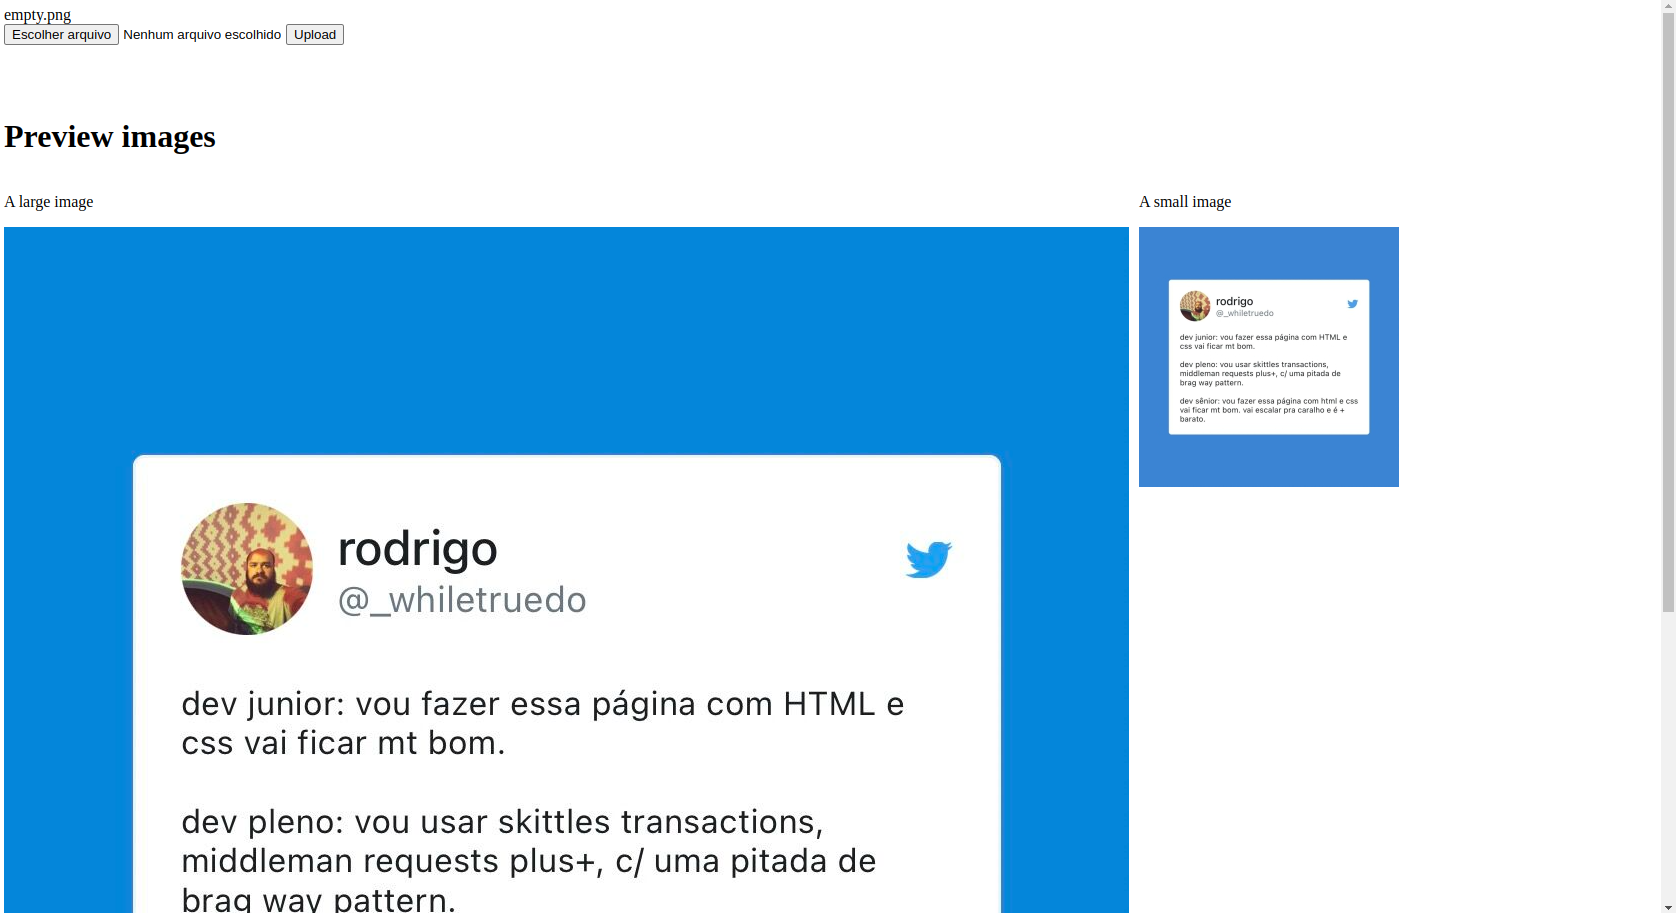 empty.png
Escolher arquivo Nenhum arquivo escolhido Upload
Preview images
A large image
rodrigo
@_whiletruedo
dev junior: vou fazer essa página com HTML e
css vai ficar mt bom.
dev pleno: vou usar skittles transactions,
middleman requests plus+, c/ uma pitada de
brag way pattern.
A small image
rodrigo
@_whiletruedo
dev junior: vou fazer essa página com HTML e
css vai ficar mt bom.
dev pleno: vou usar skittles transactions,
middleman requests plus+, c/ uma pitada de
brag way pattern.
dev sênior: vou fazer essa página com html e css
vai ficar mt bom. vai escalar pra caralho e é +
barato.